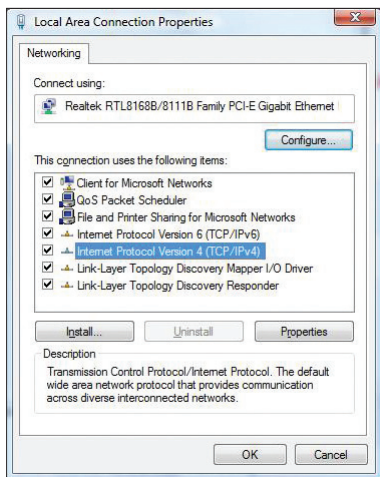 Local Area Connection Properties
Networking
Connect using:
Realtek RTL8168B/8111B Family PCI-E Gigabit Ethernet
Configure...
This connection uses the following items:
Client for Microsoft Networks
QoS Packet Scheduler
File and Printer Sharing for Microsoft Networks
Internet Protocol Version 6 (TCP/IPv6)
Internet Protocol Version 4 (TCP/IPv4)
Link-Layer Topology Discovery Mapper I/O Driver
Link-Layer Topology Discovery Responder
Install... Uninstall Properties
Description
Transmission Control Protocol/Internet Protocol. The default
wide area network protocol that provides communication
across diverse interconnected networks.
OK Cancel